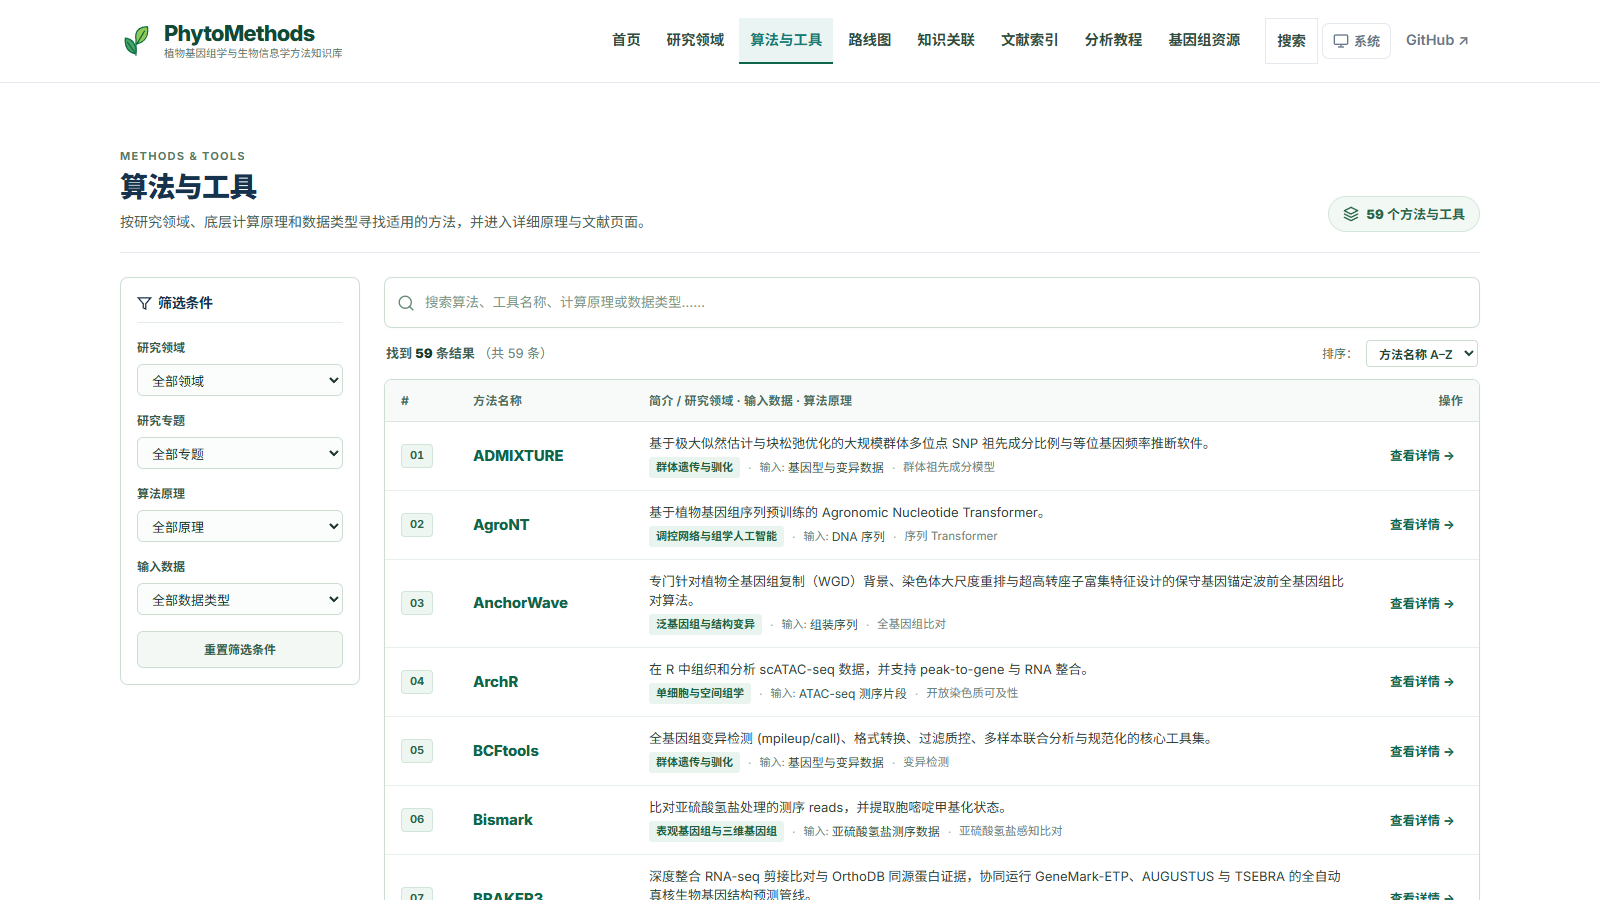 PhytoMethods
植物基因组学与生物信息学方法知识库
首页 研究领域 算法与工具 路线图 知识关联 文献索引 分析教程 基因组资源 搜索 系统 GitHub ↗
METHODS & TOOLS
算法与工具
按研究领域、底层计算原理和数据类型寻找适用的方法，并进入详细原理与文献页面。
59 个方法与工具
筛选条件
研究领域
全部领域
研究专题
全部专题
算法原理
全部原理
输入数据
全部数据类型
重置筛选条件
搜索算法、工具名称、计算原理或数据类型……
找到 59 条结果 （共 59 条）
排序： 方法名称 A–Z
# 方法名称 简介 / 研究领域 · 输入数据 · 算法原理 操作
01 ADMIXTURE 基于极大似然估计与块松弛优化的大规模群体多位点 SNP 祖先成分比例与等位基因频率推断软件。 查看详情 →
群体遗传与驯化 · 输入: 基因型与变异数据 · 群体祖先成分模型
02 AgroNT 基于植物基因组序列预训练的 Agronomic Nucleotide Transformer。 查看详情 →
调控网络与组学人工智能 · 输入: DNA 序列 · 序列 Transformer
03 AnchorWave 专门针对植物全基因组复制（WGD）背景、染色体大尺度重排与超高转座子富集特征设计的保守基因锚定波前全基因组比 查看详情 →
对算法。
泛基因组与结构变异 · 输入: 组装序列 · 全基因组比对
04 ArchR 在 R 中组织和分析 scATAC-seq 数据，并支持 peak-to-gene 与 RNA 整合。 查看详情 →
单细胞与空间组学 · 输入: ATAC-seq 测序片段 · 开放染色质可及性
05 BCFtools 全基因组变异检测 (mpileup/call)、格式转换、过滤质控、多样本联合分析与规范化的核心工具集。 查看详情 →
群体遗传与驯化 · 输入: 基因型与变异数据 · 变异检测
06 Bismark 比对亚硫酸氢盐处理的测序 reads，并提取胞嘧啶甲基化状态。 查看详情 →
表观基因组与三维基因组 · 输入: 亚硫酸氢盐测序数据 · 亚硫酸氢盐感知比对
07 BRAKER3 深度整合 RNA-seq 剪接比对与 OrthoDB 同源蛋白证据，协同运行 GeneMark-ETP、AUGUSTUS 与 TSEBRA 的全自动 查看详情 →
真核生物基因结构预测管线。